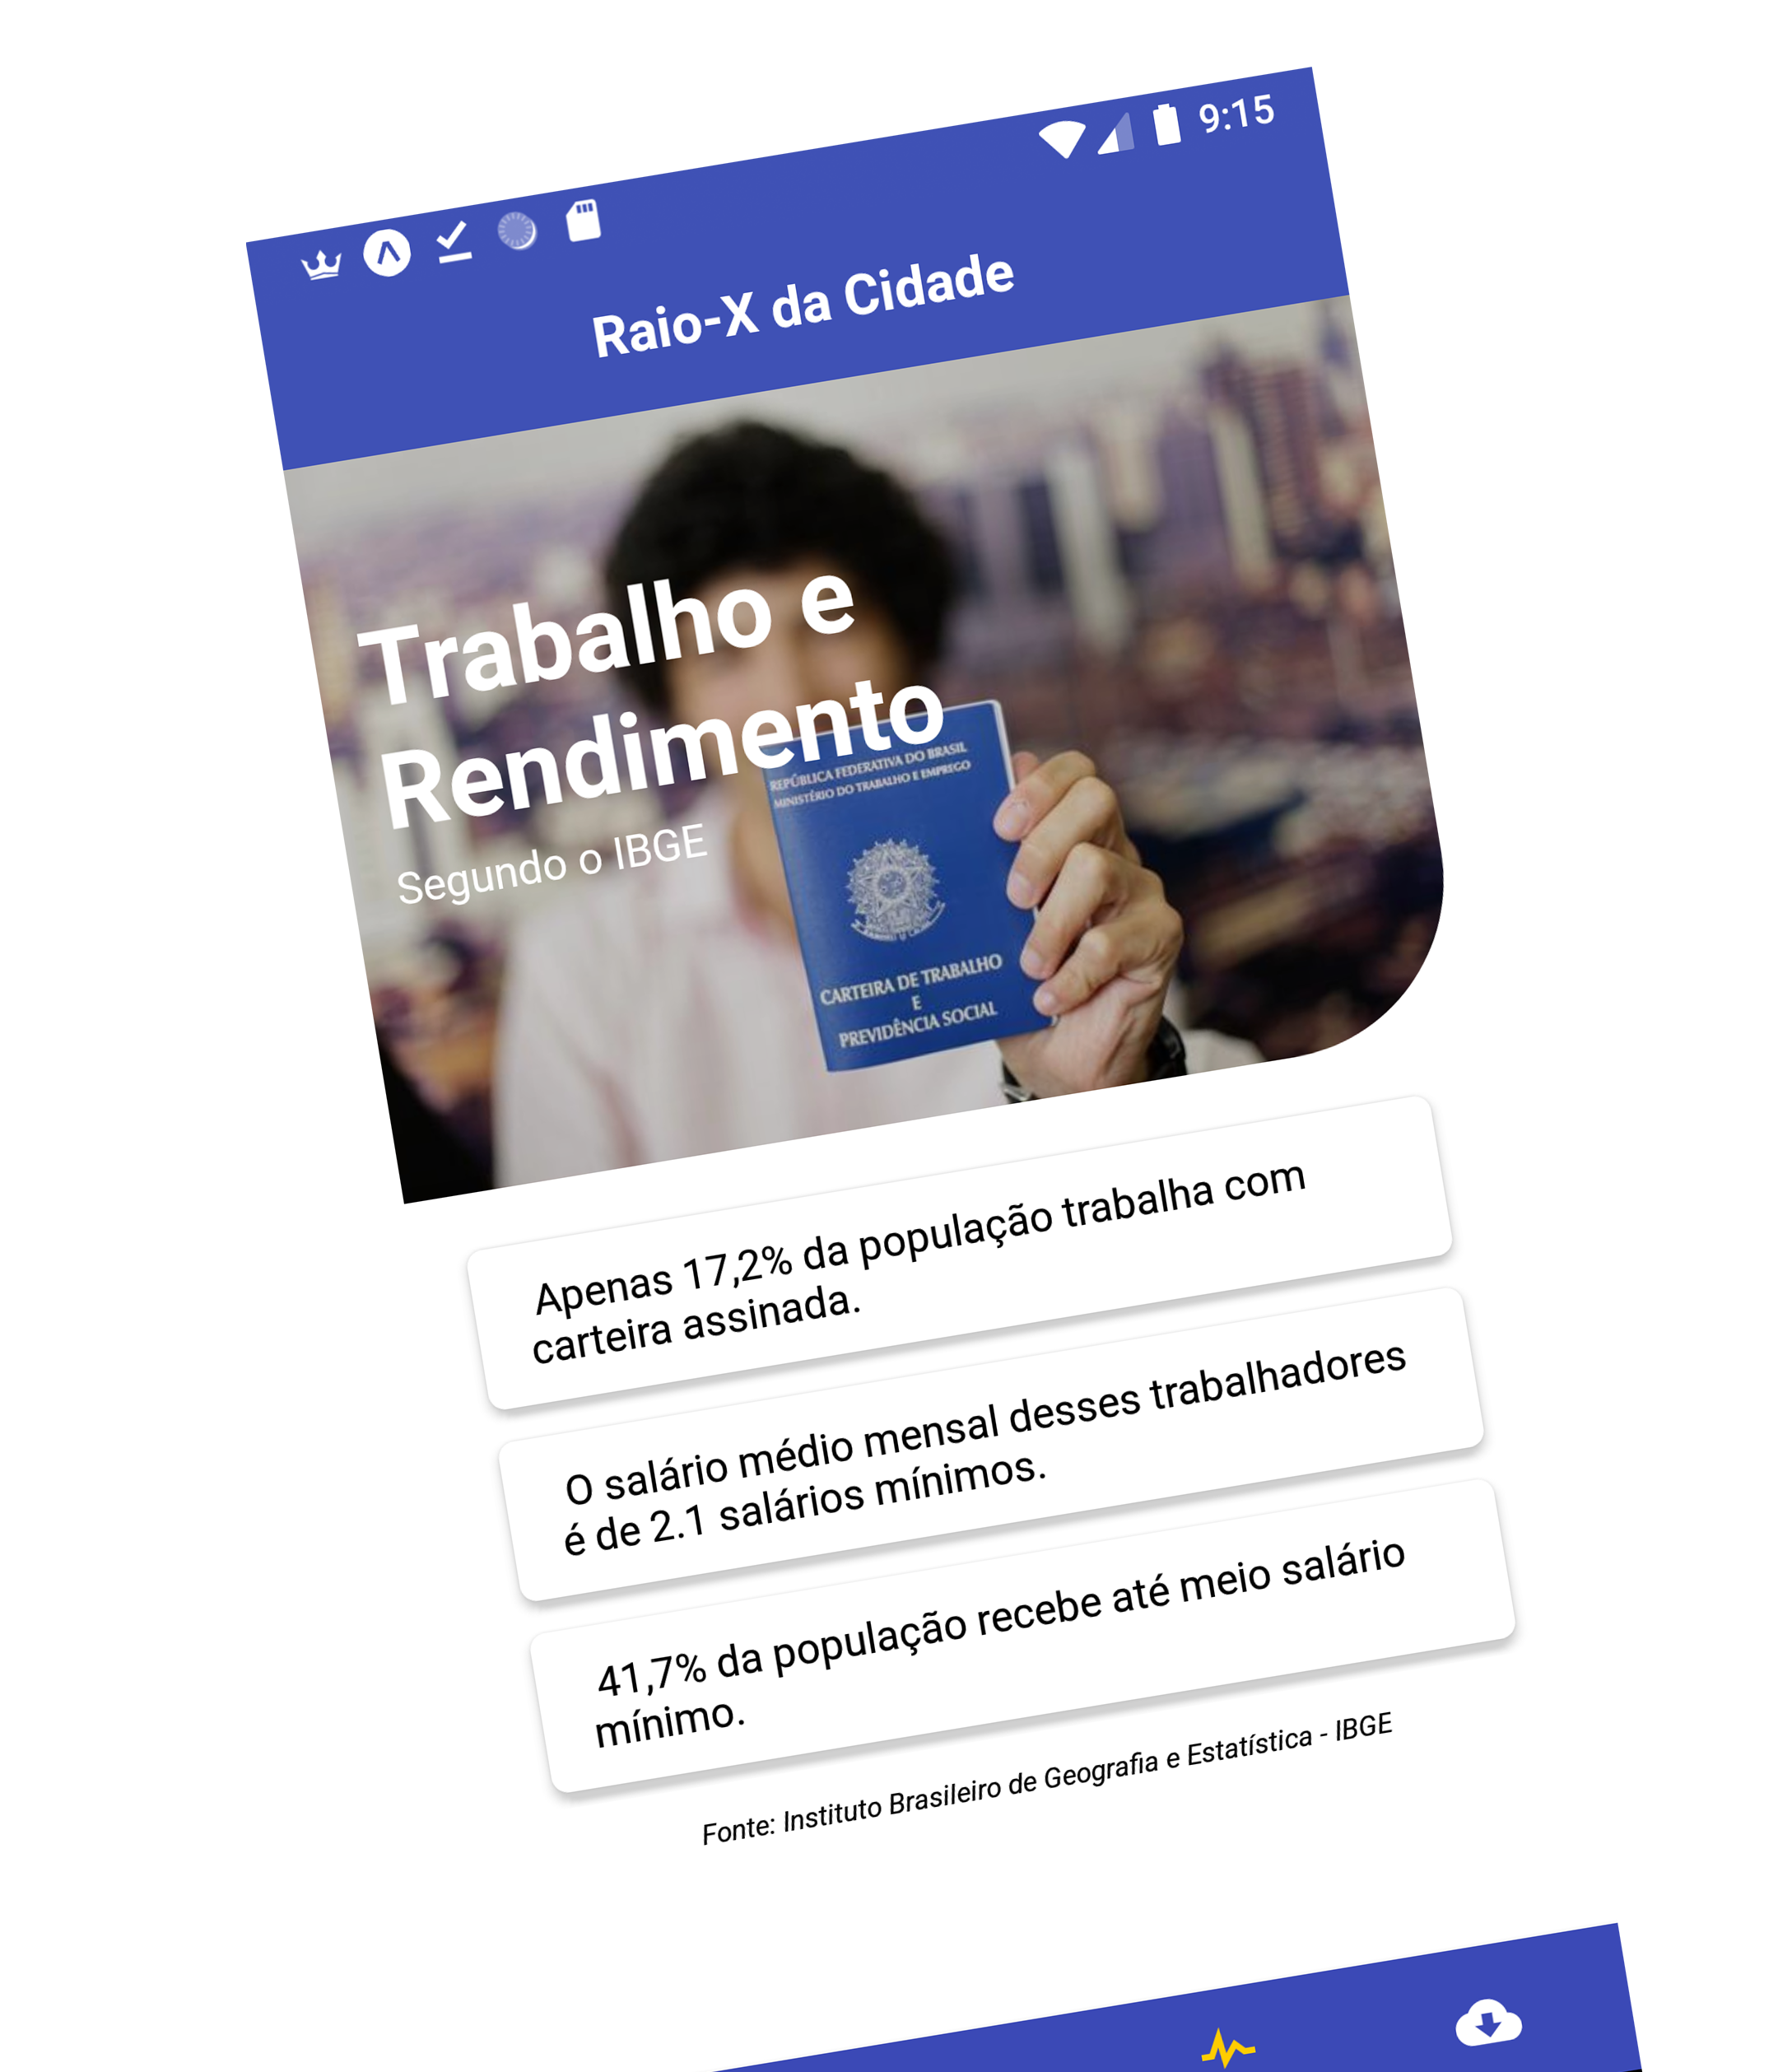 9:15
Raio-X da Cidade
Trabalho e
Rendimento
Segundo o IBGE
REPÚBLICA FEDERATIVA DO BRASIL
MINISTÉRIO DO TRABALHO E EMPREGO
CARTEIRA DE TRABALHO
E
PREVIDÊNCIA SOCIAL
Apenas 17,2% da população trabalha com
carteira assinada.
O salário médio mensal desses trabalhadores
é de 2.1 salários mínimos.
41,7% da população recebe até meio salário
mínimo.
Fonte: Instituto Brasileiro de Geografia e Estatística - IBGE